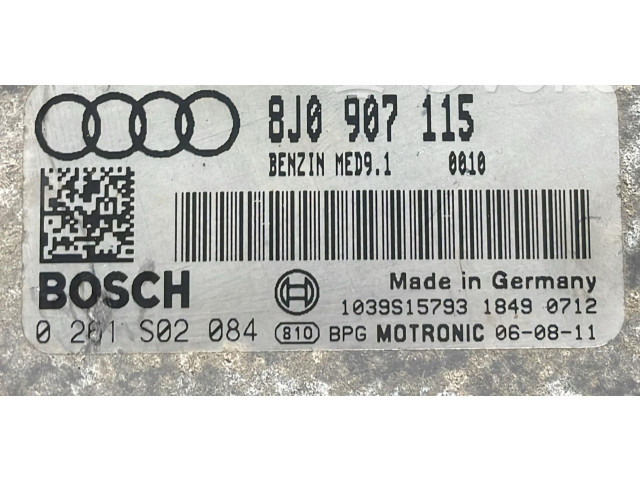 8J0 907 115
BENZIN MED9.1 0010
BOSCH
Made in Germany
1039S15793 1849 0712
0 261 S02 084 810 BPG MOTRONIC 06-08-11